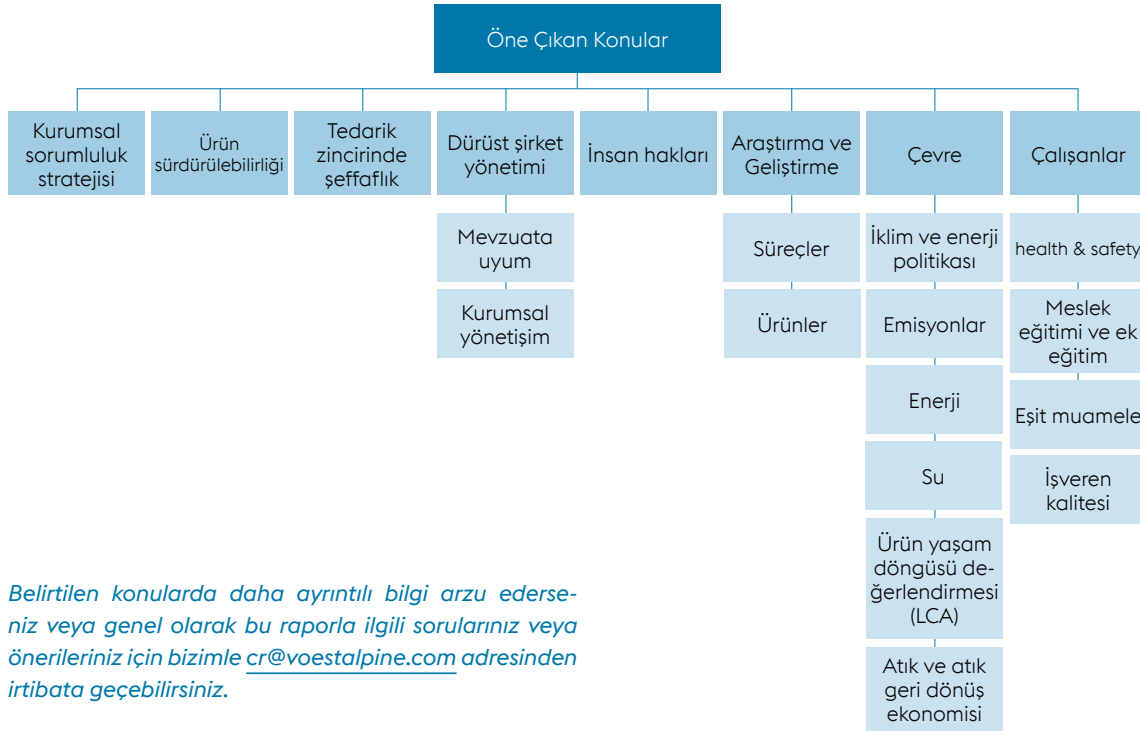 Öne Çıkan Konular
Kurumsal
sorumluluk
stratejisi
Ürün
sürdürülebilirliği
Tedarik
zincirinde
şeffaflık
Dürüst şirket
yönetimi
İnsan hakları
Araştırma ve
Geliştirme
Çevre
Çalışanlar
Mevzuata
uyum
Kurumsal
yönetişim
Süreçler
Ürünler
İklim ve enerji
politikası
Emisyonlar
Enerji
Su
Ürün yaşam
döngüsü de-
ğerlendirmesi
(LCA)
Atık ve atık
geri dönüş
ekonomisi
health & safety
Meslek
eğitimi ve ek
eğitim
Eşit muamele
İşveren
kalitesi
Belirtilen konularda daha ayrıntılı bilgi arzu ederse-
niz veya genel olarak bu raporla ilgili sorularınız veya
önerileriniz için bizimle cr@voestalpine.com adresinden
irtibata geçebilirsiniz.